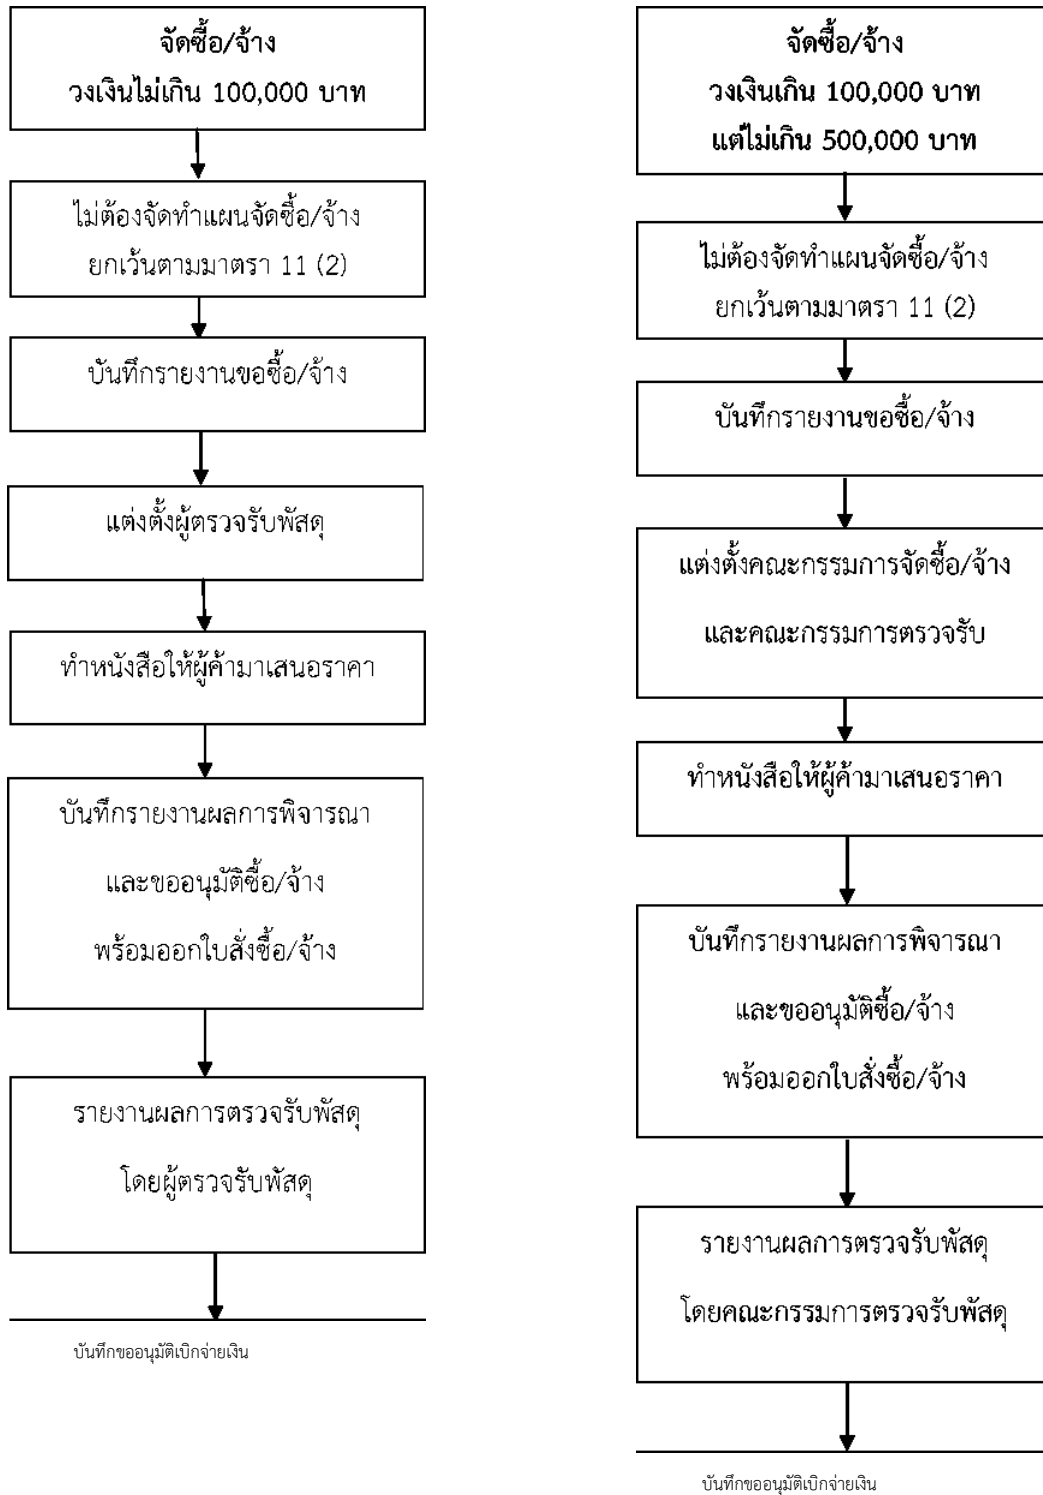 จัดซื้อ/จ้าง
วงเงินไม่เกิน 100,000 บาท
ไม่ต้องจัดทำแผนจัดซื้อ/จ้าง
ยกเว้นตามมาตรา 11 (2)
บันทึกรายงานขอซื้อ/จ้าง
แต่งตั้งผู้ตรวจรับพัสดุ
ทำหนังสือให้ผู้ค้ามาเสนอราคา
บันทึกรายงานผลการพิจารณา
และขออนุมัติซื้อ/จ้าง
พร้อมออกใบสั่งซื้อ/จ้าง
รายงานผลการตรวจรับพัสดุ
โดยผู้ตรวจรับพัสดุ
บันทึกขออนุมัติเบิกจ่ายเงิน
จัดซื้อ/จ้าง
วงเงินเกิน 100,000 บาท
แต่ไม่เกิน 500,000 บาท
ไม่ต้องจัดทำแผนจัดซื้อ/จ้าง
ยกเว้นตามมาตรา 11 (2)
บันทึกรายงานขอซื้อ/จ้าง
แต่งตั้งคณะกรรมการจัดซื้อ/จ้าง
และคณะกรรมการตรวจรับ
ทำหนังสือให้ผู้ค้ามาเสนอราคา
บันทึกรายงานผลการพิจารณา
และขออนุมัติซื้อ/จ้าง
พร้อมออกใบสั่งซื้อ/จ้าง
รายงานผลการตรวจรับพัสดุ
โดยคณะกรรมการตรวจรับพัสดุ
บันทึกขออนุมัติเบิกจ่ายเงิน